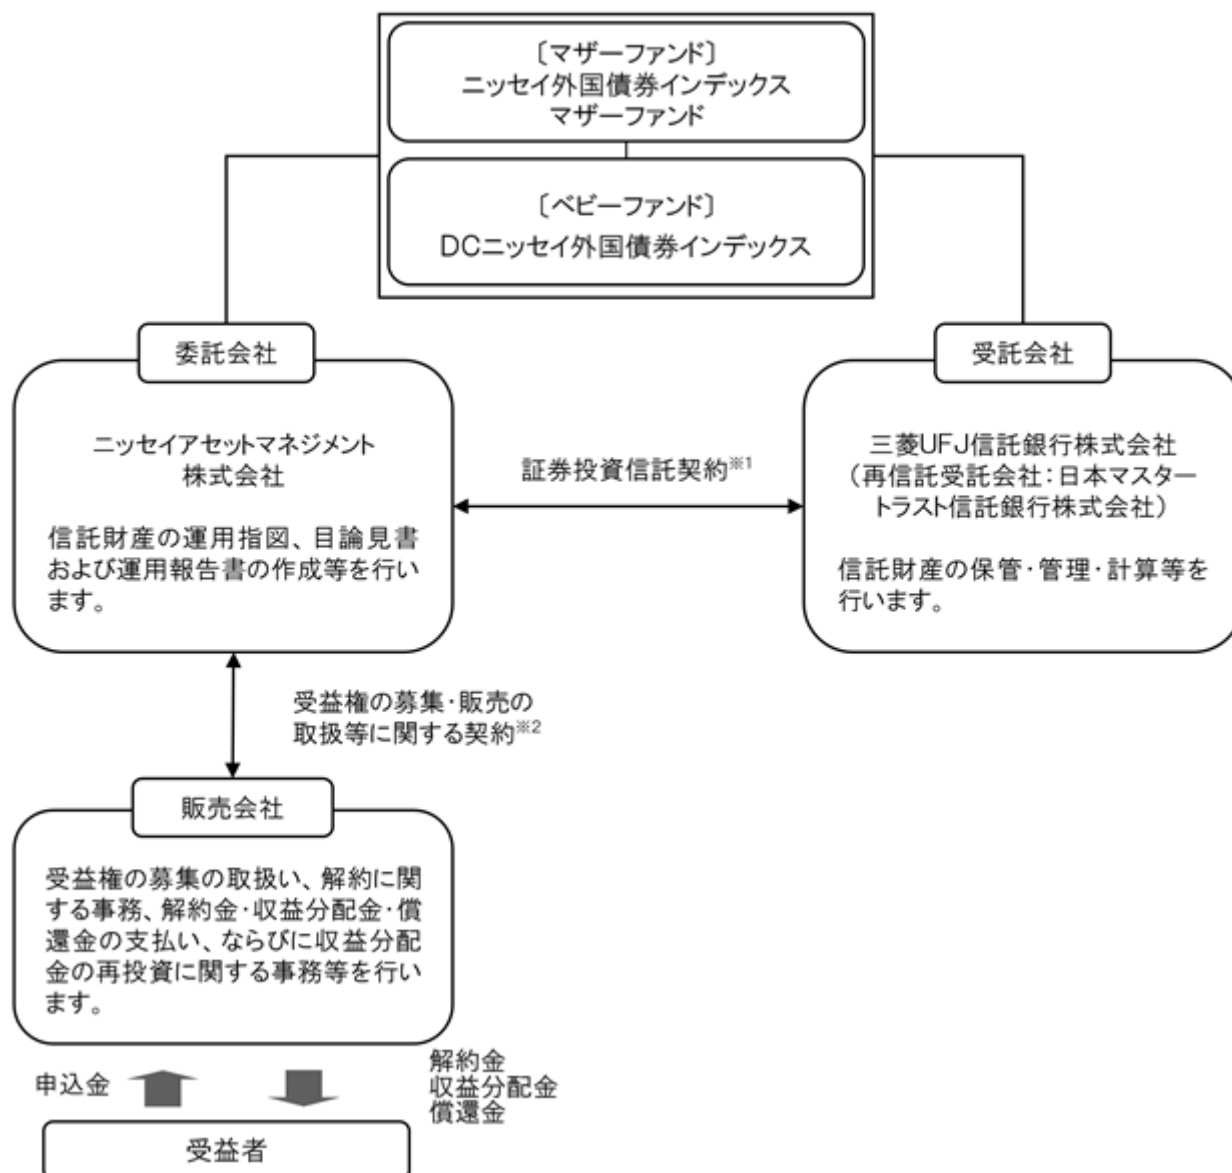 〔マザーファンド〕
ニッセイ外国債券インデックス
マザーファンド
〔ベビーファンド〕
DCニッセイ外国債券インデックス
委託会社
ニッセイアセットマネジメント
株式会社
信託財産の運用指図、目論見書
および運用報告書の作成等を行い
ます。
証券投資信託契約※1
受託会社
三菱UFJ信託銀行株式会社
（再信託受託会社：日本マスター
トラスト信託銀行株式会社）
信託財産の保管・管理・計算等を
行います。
受益権の募集・販売の
取扱等に関する契約※2
販売会社
受益権の募集の取扱い、解約に関
する事務、解約金・収益分配金・償
還金の支払い、ならびに収益分配
金の再投資に関する事務等を行い
ます。
申込金
解約金
収益分配金
償還金
受益者